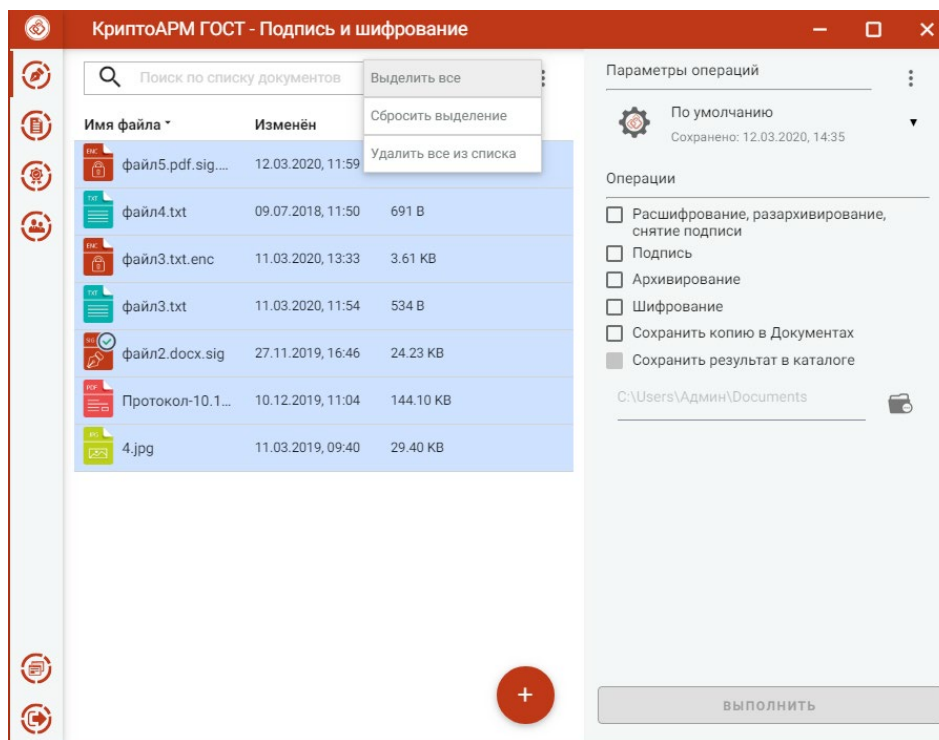 КриптоАРМ ГОСТ - Подпись и шифрование
Поиск по списку документов
Выделить все
Сбросить выделение
Удалить все из списка
Имя файла
Изменён
ENC файл5.pdf.sig.... 12.03.2020, 11:59
TXT файл4.txt 09.07.2018, 11:50 691 B
ENC файл3.txt.enc 11.03.2020, 13:33 3.61 KB
TXT файл3.txt 11.03.2020, 11:54 534 B
SIG файл2.docx.sig 27.11.2019, 16:46 24.23 KB
PDF Протокол-10.1... 10.12.2019, 11:04 144.10 KB
JPG 4.jpg 11.03.2019, 09:40 29.40 KB
+
Параметры операций
По умолчанию
Сохранено: 12.03.2020, 14:35
Операции
Расшифрование, разархивирование,
снятие подписи
Подпись
Архивирование
Шифрование
Сохранить копию в Документах
Сохранить результат в каталоге
C:\Users\Админ\Documents
ВЫПОЛНИТЬ